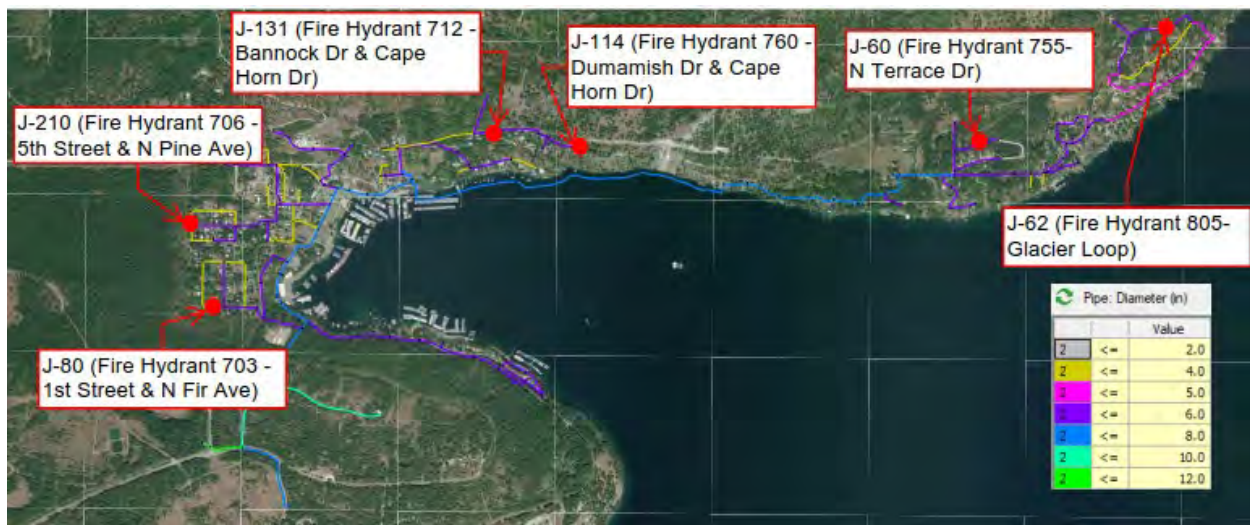 J-131 (Fire Hydrant 712 -
Bannock Dr & Cape
Horn Dr)
J-114 (Fire Hydrant 760 -
Dumamish Dr & Cape
Horn Dr)
J-60 (Fire Hydrant 755-
N Terrace Dr)
J-210 (Fire Hydrant 706 -
5th Street & N Pine Ave)
J-62 (Fire Hydrant 805-
Glacier Loop)
J-80 (Fire Hydrant 703 -
1st Street & N Fir Ave)
Pipe: Diameter (in)
Value
2 <= 2.0
2 <= 4.0
2 <= 5.0
2 <= 6.0
2 <= 8.0
2 <= 10.0
2 <= 12.0